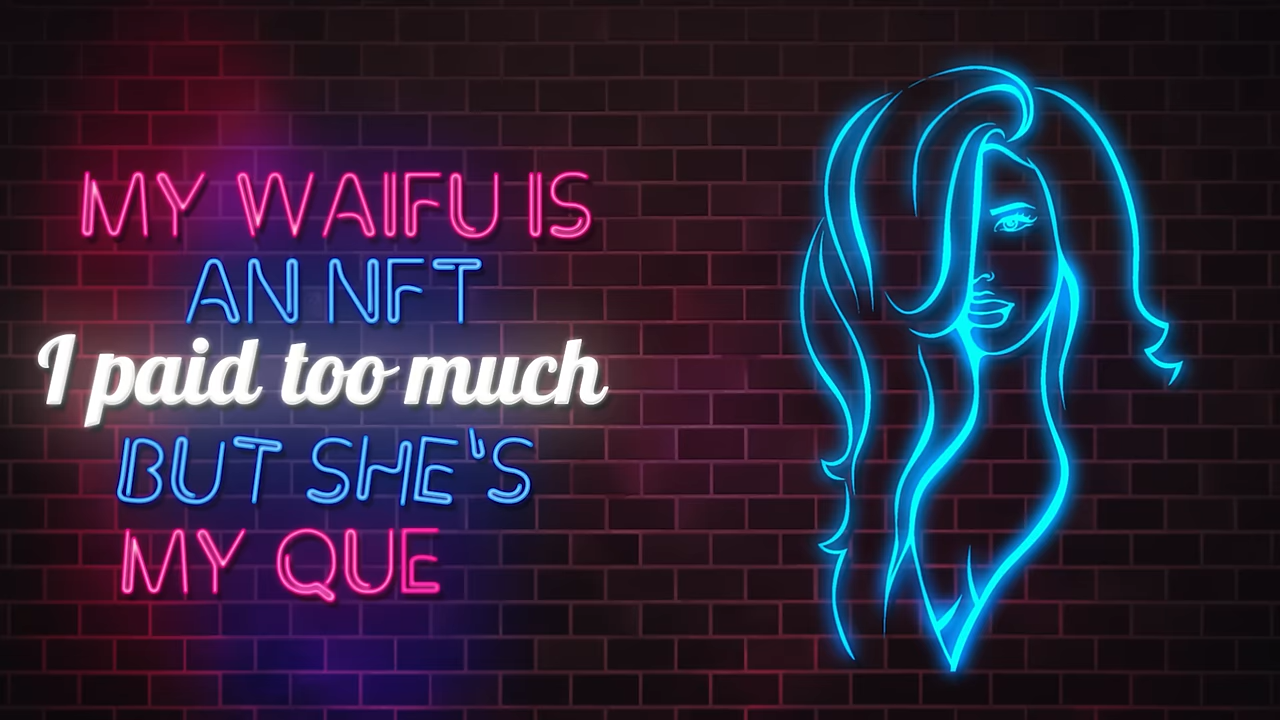 MY WAIFU IS
AN NFT
I paid too much
BUT SHE'S
MY QUE